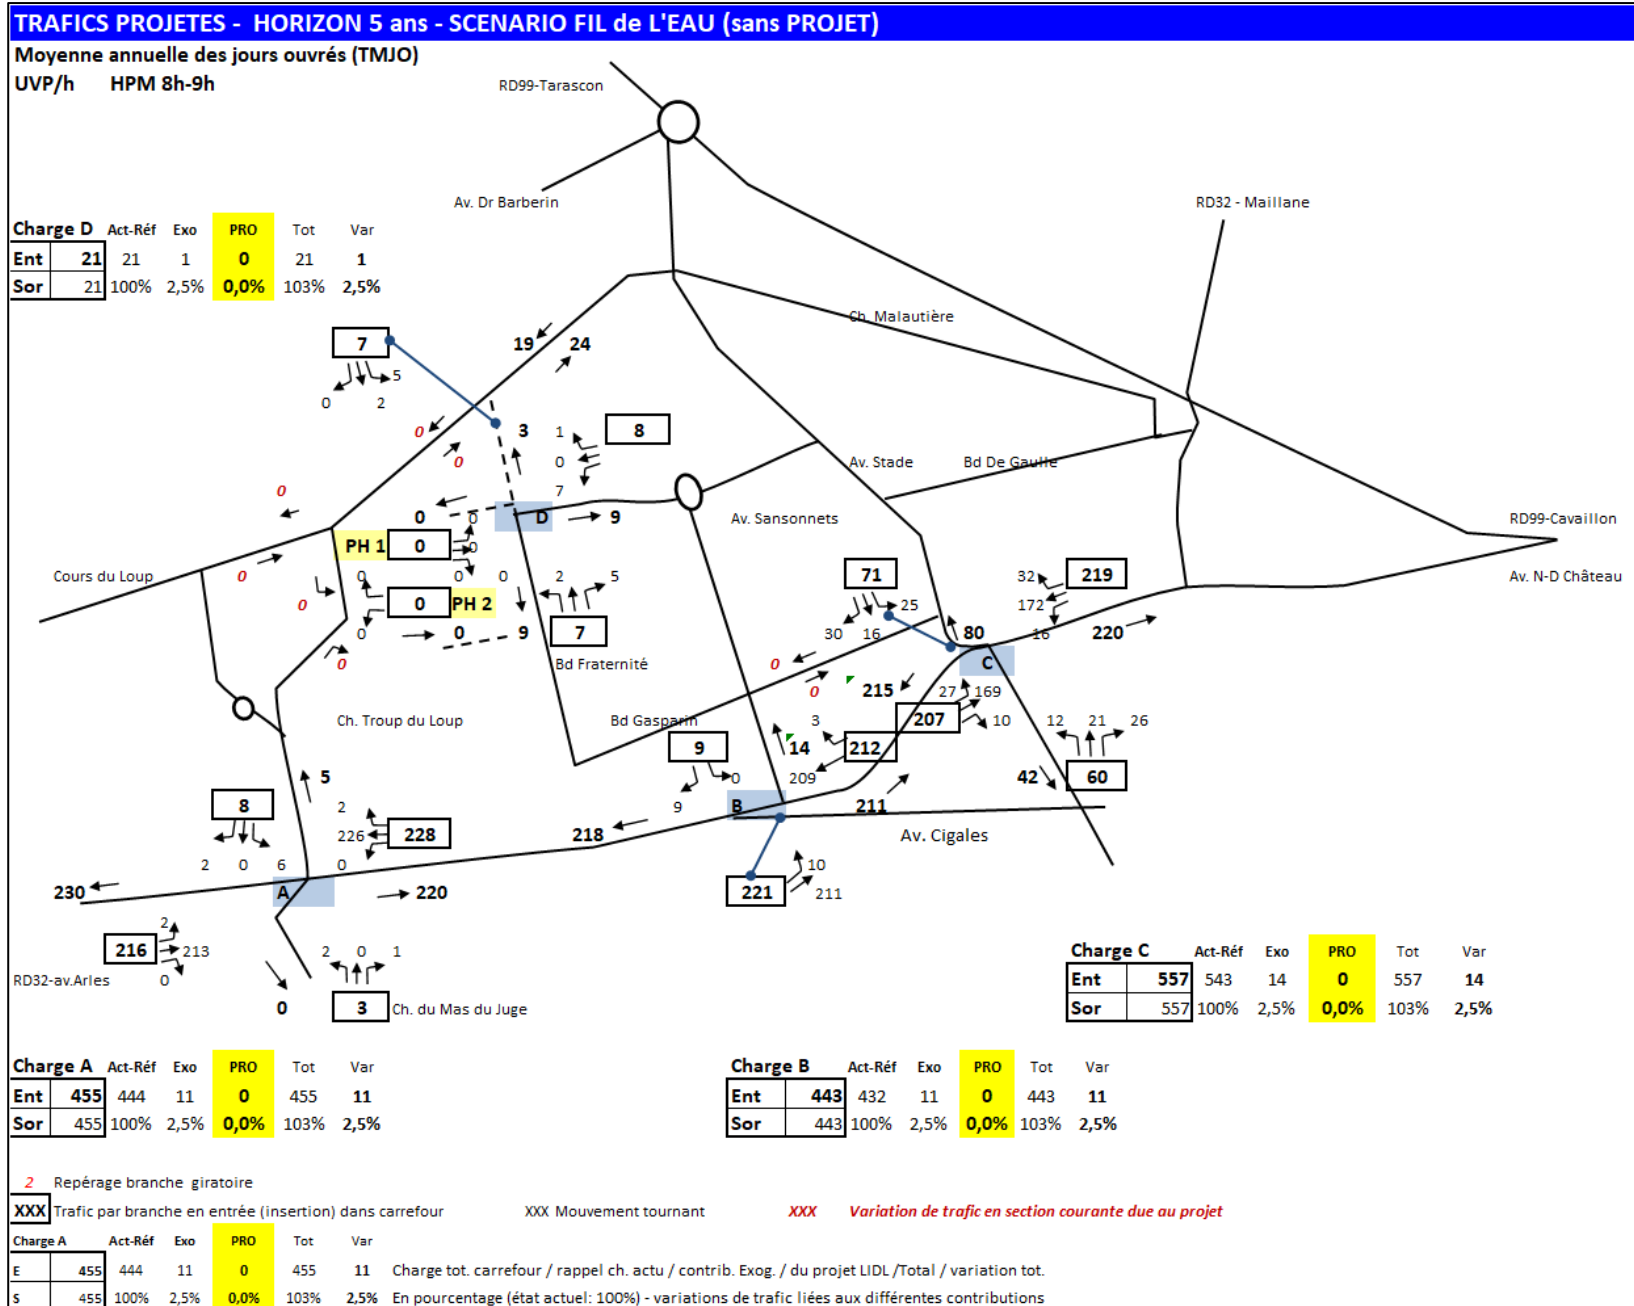 TRAFICS PROJETES - HORIZON 5 ans - SCENARIO FIL de L'EAU (sans PROJET)
Moyenne annuelle des jours ouvrés (TMJO)
UVP/h HPM 8h-9h
RD99-Tarascon
Av. Dr Barberin
RD32 - Maillane
Charge D Act-Réf Exo PRO Tot Var
Ent 21 21 1 0 21 1
Sor 21 100% 2,5% 0,0% 103% 2,5%
Ch. Malautière
7
19 24
5
0 2
0
3 1 8
0 0
Av. Stade Bd De Gaulle
0 7
0 0 D 9
Av. Sansonnets
RD99-Cavaillon
PH 1 0 0
Cours du Loup 0 0 0 0 2 5
71 32 219
Av. N-D Château
0 0 PH 2
25 172
0 0 9 7
30 16 80 16 220
0 Bd Fraternité 0
C
0 215 27 169
Ch. Troup du Loup Bd Gasparin 3 207 10 12 21 26
9 14 212
5 0 209 42 60
8 2 9 B 211
226 228 218 Av. Cigales
2 0 6 0
230 A 220
10
221 211
2
216 213 2 0 1
RD32-av.Arles 0
0 3 Ch. du Mas du Juge
Charge C Act-Réf Exo PRO Tot Var
Ent 557 543 14 0 557 14
Sor 557 100% 2,5% 0,0% 103% 2,5%
Charge A Act-Réf Exo PRO Tot Var
Ent 455 444 11 0 455 11
Sor 455 100% 2,5% 0,0% 103% 2,5%
Charge B Act-Réf Exo PRO Tot Var
Ent 443 432 11 0 443 11
Sor 443 100% 2,5% 0,0% 103% 2,5%
2 Repérage branche giratoire
XXX Trafic par branche en entrée (insertion) dans carrefour XXX Mouvement tournant XXX Variation de trafic en section courante due au projet
Charge A Act-Réf Exo PRO Tot Var
E 455 444 11 0 455 11 Charge tot. carrefour / rappel ch. actu / contrib. Exog. / du projet LIDL /Total / variation tot.
S 455 100% 2,5% 0,0% 103% 2,5% En pourcentage (état actuel: 100%) - variations de trafic liées aux différentes contributions